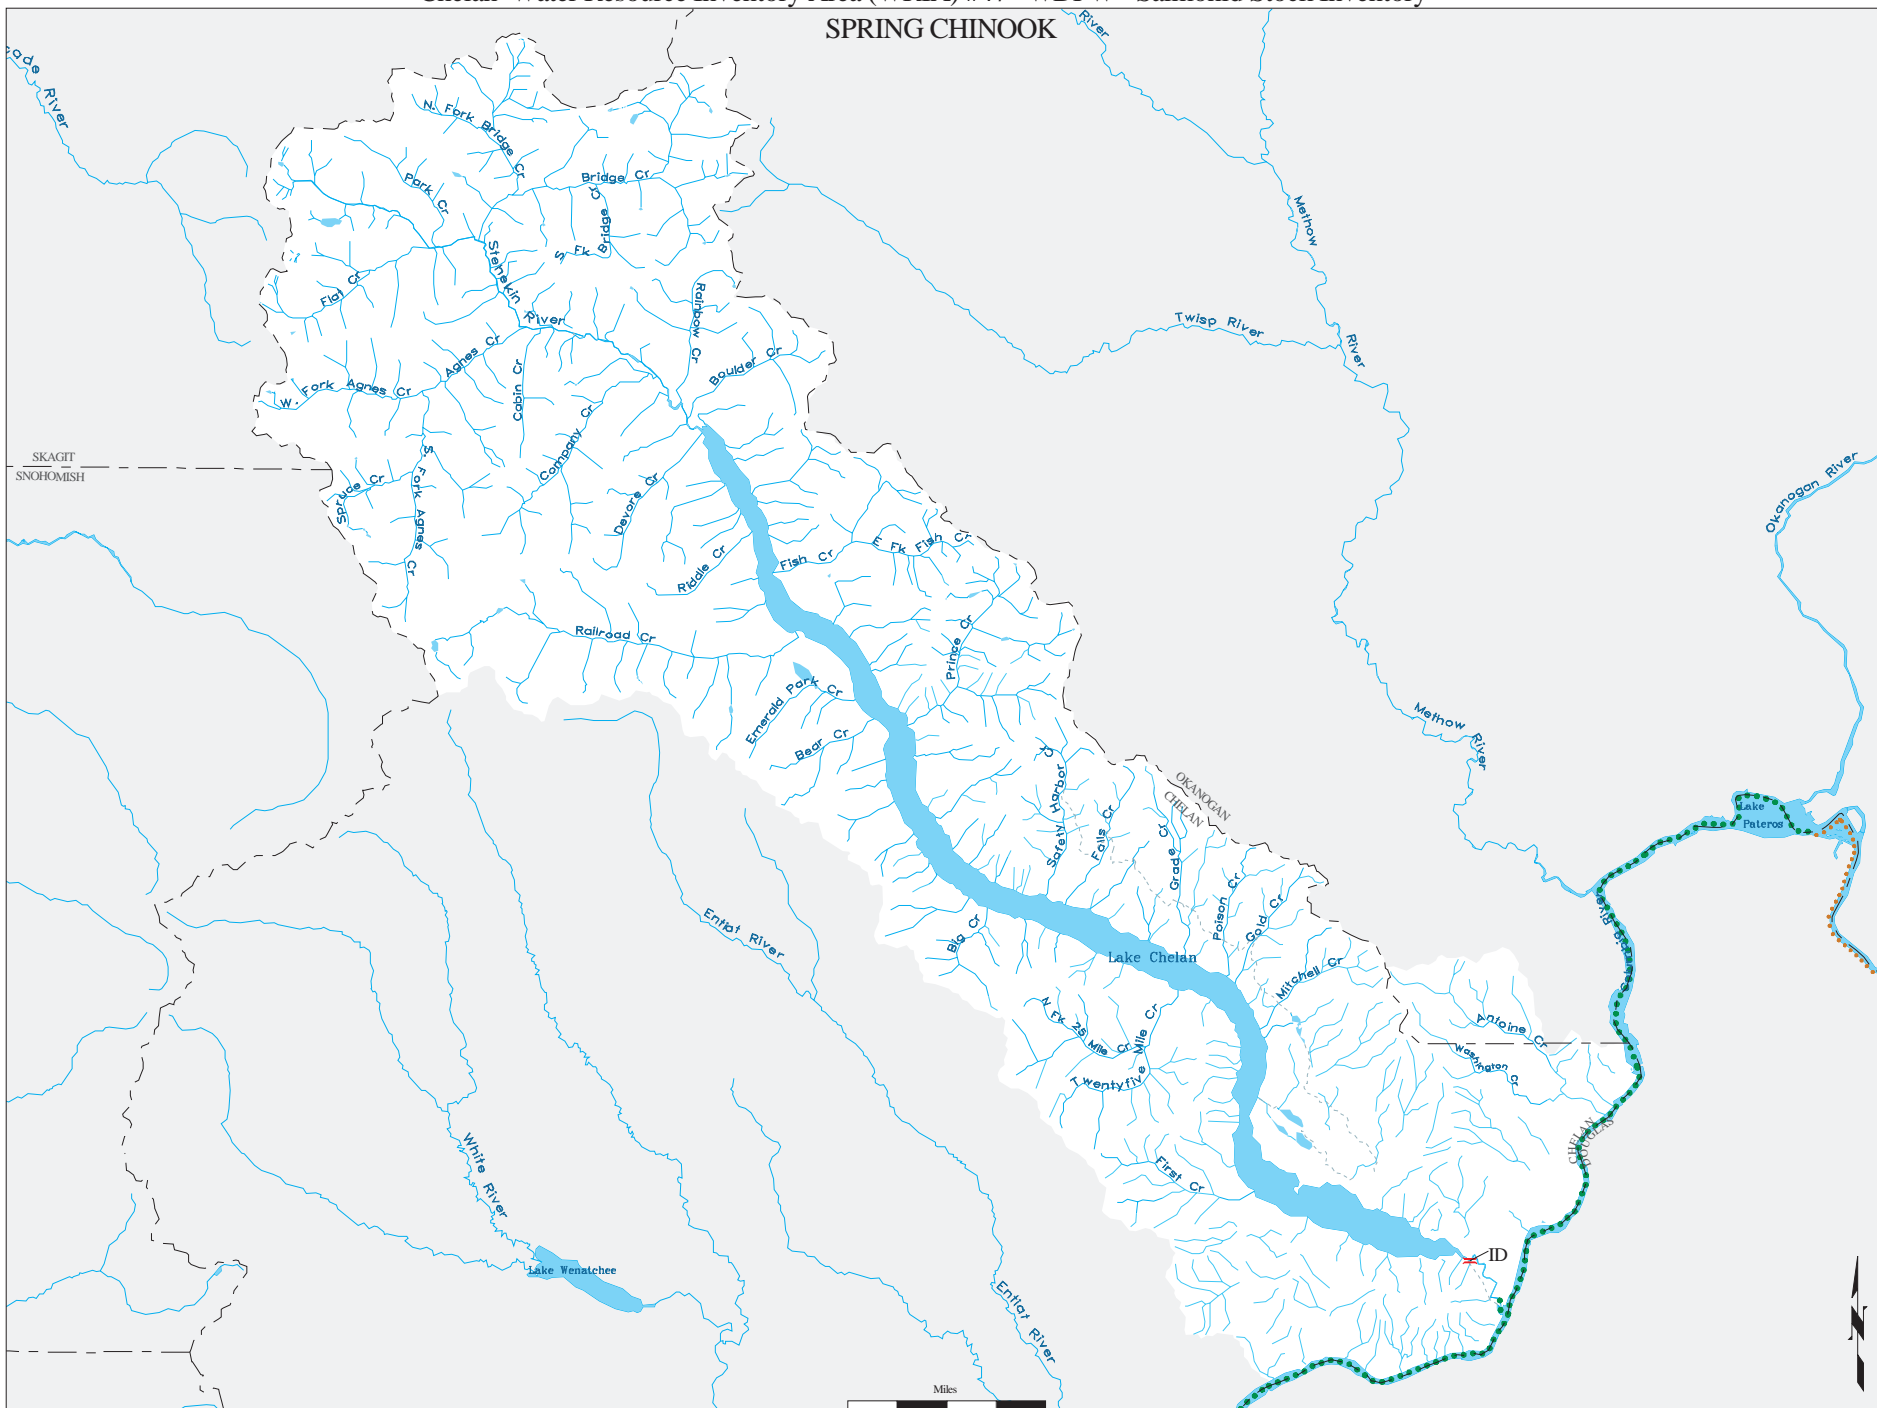 SPRING CHINOOK
River
River
N. Fork Bridge Cr
Park Cr
Bridge Cr
S Fk Bridge Cr
Stehekin River
Flat Cr
Rainbow Cr
Boulder Cr
Agnes Cr
W. Fork Agnes Cr
Cabin Cr
Company Cr
S. Fork Agnes Cr
Spruce Cr
Devore Cr
Riddle Cr
Fish Cr
E Fk Fish Cr
Railroad Cr
Prince Cr
Emerald Park Cr
Bear Cr
Safety Harbor Cr
Falls Cr
Grape Cr
Poison Cr
Gold Cr
Mitchell Cr
Big Cr
Lake Chelan
N Fk 25 Mile Cr
Twentyfive Mile Cr
Antoine Cr
Washington Cr
First Cr
ID
SKAGIT
SNOHOMISH
OKANOGAN
CHELAN
CHELAN
DOUGLAS
Methow
River
Twisp River
Methow
River
Okanogan River
Lake
Pateros
River
Entiat River
White River
Lake Wenatchee
Entiat River
Miles
N